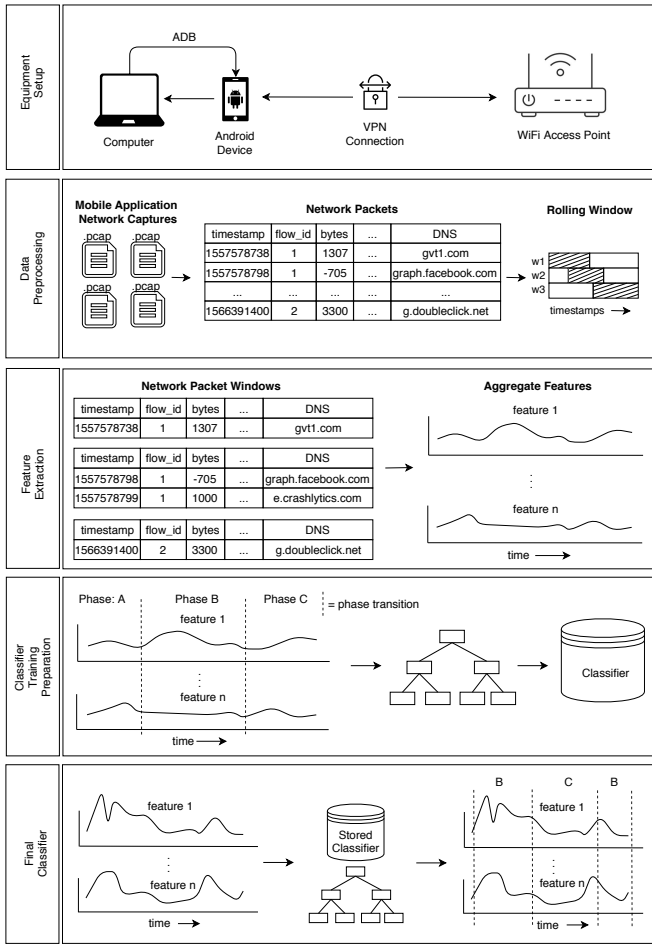 Equipment
Setup
ADB
Computer
Android
Device
VPN
Connection
WiFi Access Point
Data
Preprocessing
Mobile Application
Network Captures
.pcap .pcap
.pcap .pcap
Network Packets
timestamp flow_id bytes ... DNS
1557578738 1 1307 ... gvt1.com
1557578798 1 -705 ... graph.facebook.com
... ... ... ... ...
1566391400 2 3300 ... g.doubleclick.net
Rolling Window
w1
w2
w3
timestamps
Feature
Extraction
Network Packet Windows
timestamp flow_id bytes ... DNS
1557578738 1 1307 ... gvt1.com
timestamp flow_id bytes ... DNS
1557578798 1 -705 ... graph.facebook.com
1557578799 1 1000 ... e.crashlytics.com
timestamp flow_id bytes ... DNS
1566391400 2 3300 ... g.doubleclick.net
Aggregate Features
feature 1
...
feature n
time
Classifier
Training
Preparation
Phase: A Phase B Phase C = phase transition
feature 1
...
feature n
time
Classifier
Final
Classifier
feature 1
...
feature n
time
Stored
Classifier
B C B
feature 1
...
feature n
time